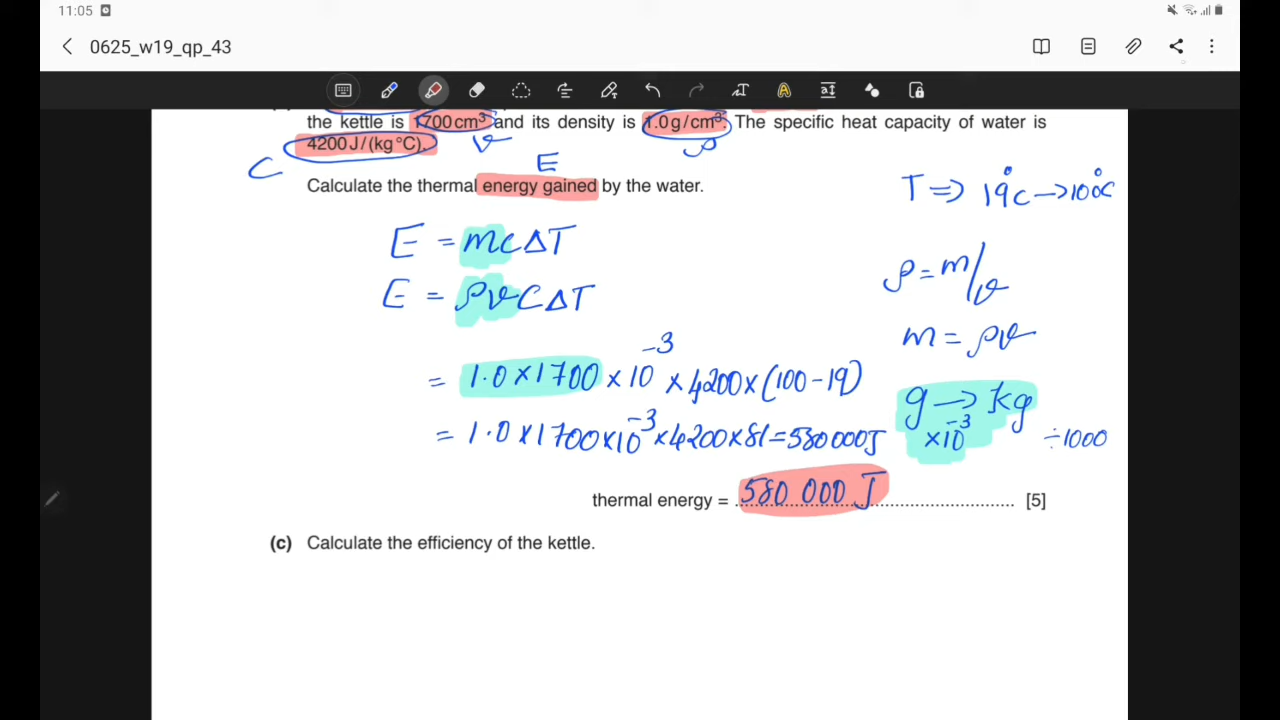 11:05
0625_w19_qp_43
the kettle is 1700 cm³ and its density is 1.0 g/cm³. The specific heat capacity of water is
4200 J/(kg °C).
C
V
ρ
E
Calculate the thermal energy gained by the water.
T ⇒ 19°C → 100°C
E = mCΔT
E = ρVCΔT
ρ = m/V
m = ρV
= 1.0 × 1700 × 10⁻³ × 4200 × (100 - 19)
= 1.0 × 1700 × 10⁻³ × 4200 × 81 = 580000J
g → kg
×10⁻³ ÷1000
thermal energy = 580 000 J [5]
(c) Calculate the efficiency of the kettle.